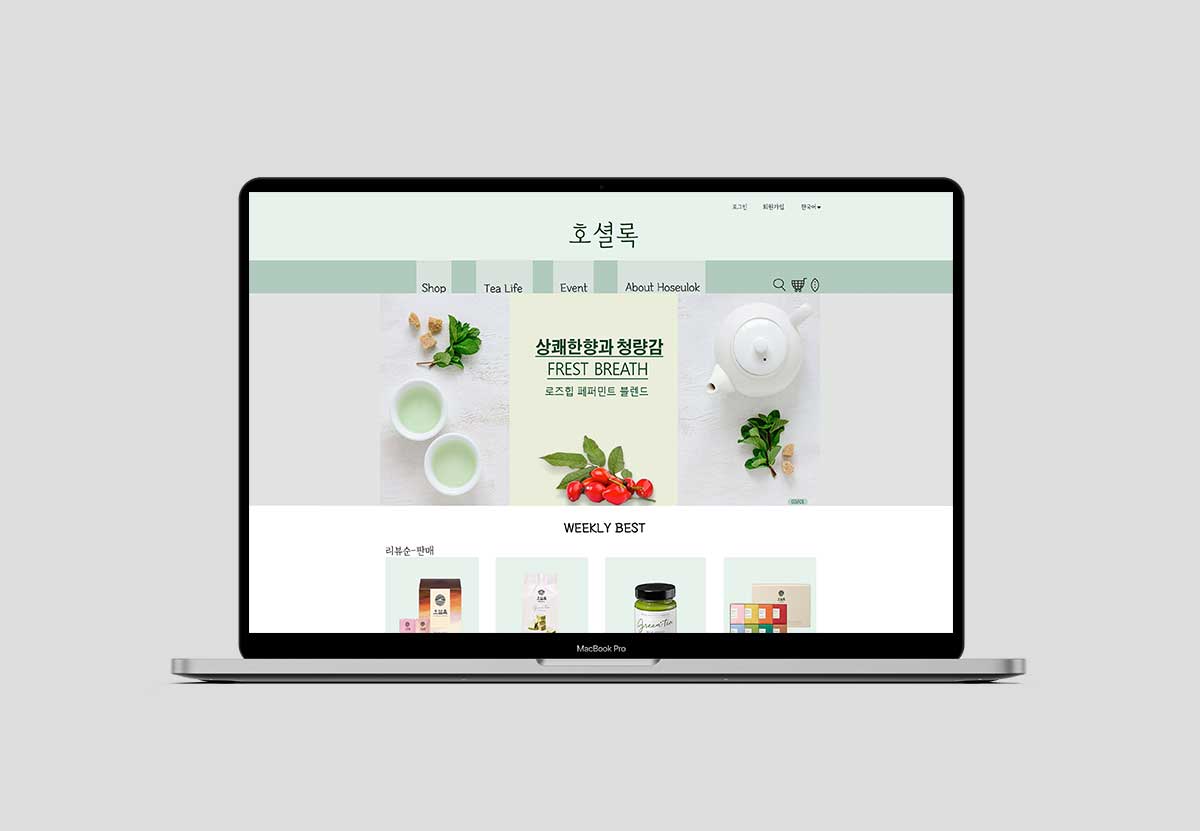 로그인 회원가입 한국어
호셜록
Shop Tea Life Event About Hoseulok
상쾌한향과 청량감
FREST BREATH
로즈힙 페퍼민트 블렌드
WEEKLY BEST
리뷰순-판매
Greentea
MacBook Pro